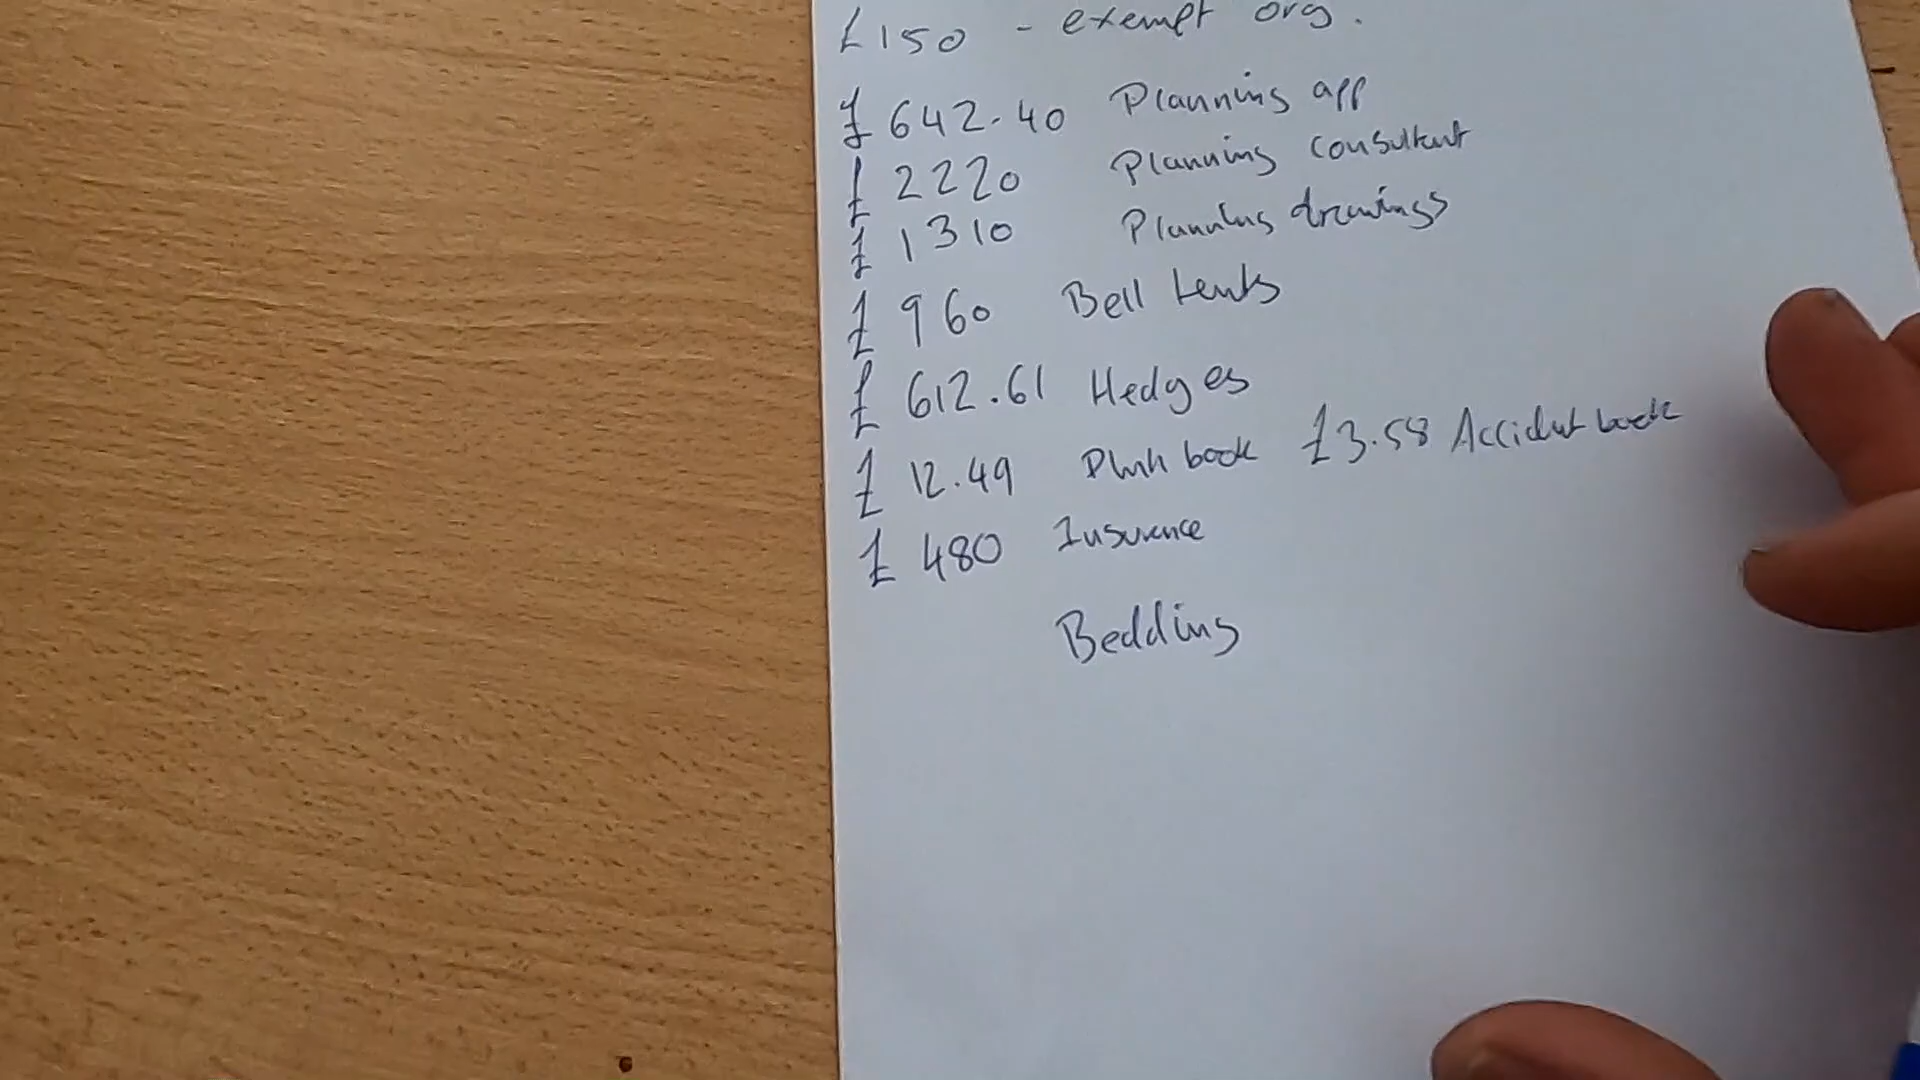 £150 - exempt org.
£642.40 Planning app
£2220 Planning consultant
£1310 Planning drawings
£960 Bell tents
£612.61 Hedges
£12.49 book £3.58 Accident book
£480 Insurance
Bedding